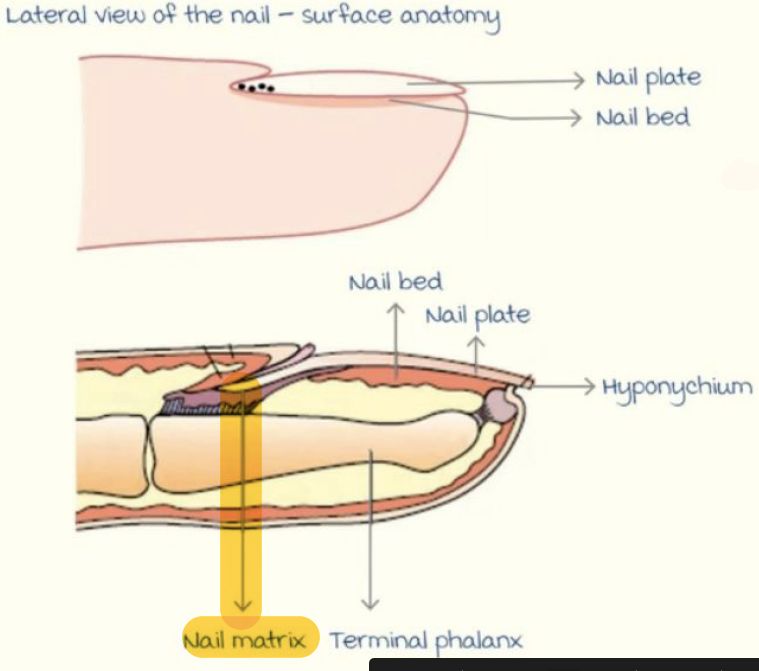 Lateral view of the nail – surface anatomy
Nail plate
Nail bed
Nail bed
Nail plate
Hyponychium
Nail matrix
Terminal phalanx